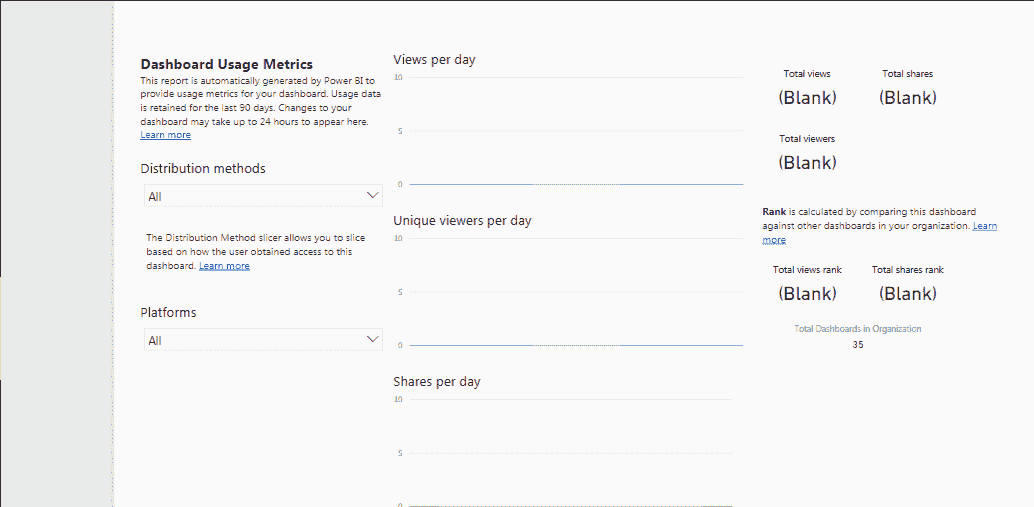 Dashboard Usage Metrics
This report is automatically generated by Power BI to
provide usage metrics for your dashboard. Usage data
is retained for the last 90 days. Changes to your
dashboard may take up to 24 hours to appear here.
Learn more
Distribution methods
All
The Distribution Method slicer allows you to slice
based on how the user obtained access to this
dashboard. Learn more
Platforms
All
Views per day
10
5
0
Unique viewers per day
10
5
0
Shares per day
10
5
0
Total views
(Blank)
Total shares
(Blank)
Total viewers
(Blank)
Rank is calculated by comparing this dashboard
against other dashboards in your organization. Learn
more
Total views rank
(Blank)
Total shares rank
(Blank)
Total Dashboards in Organization
35